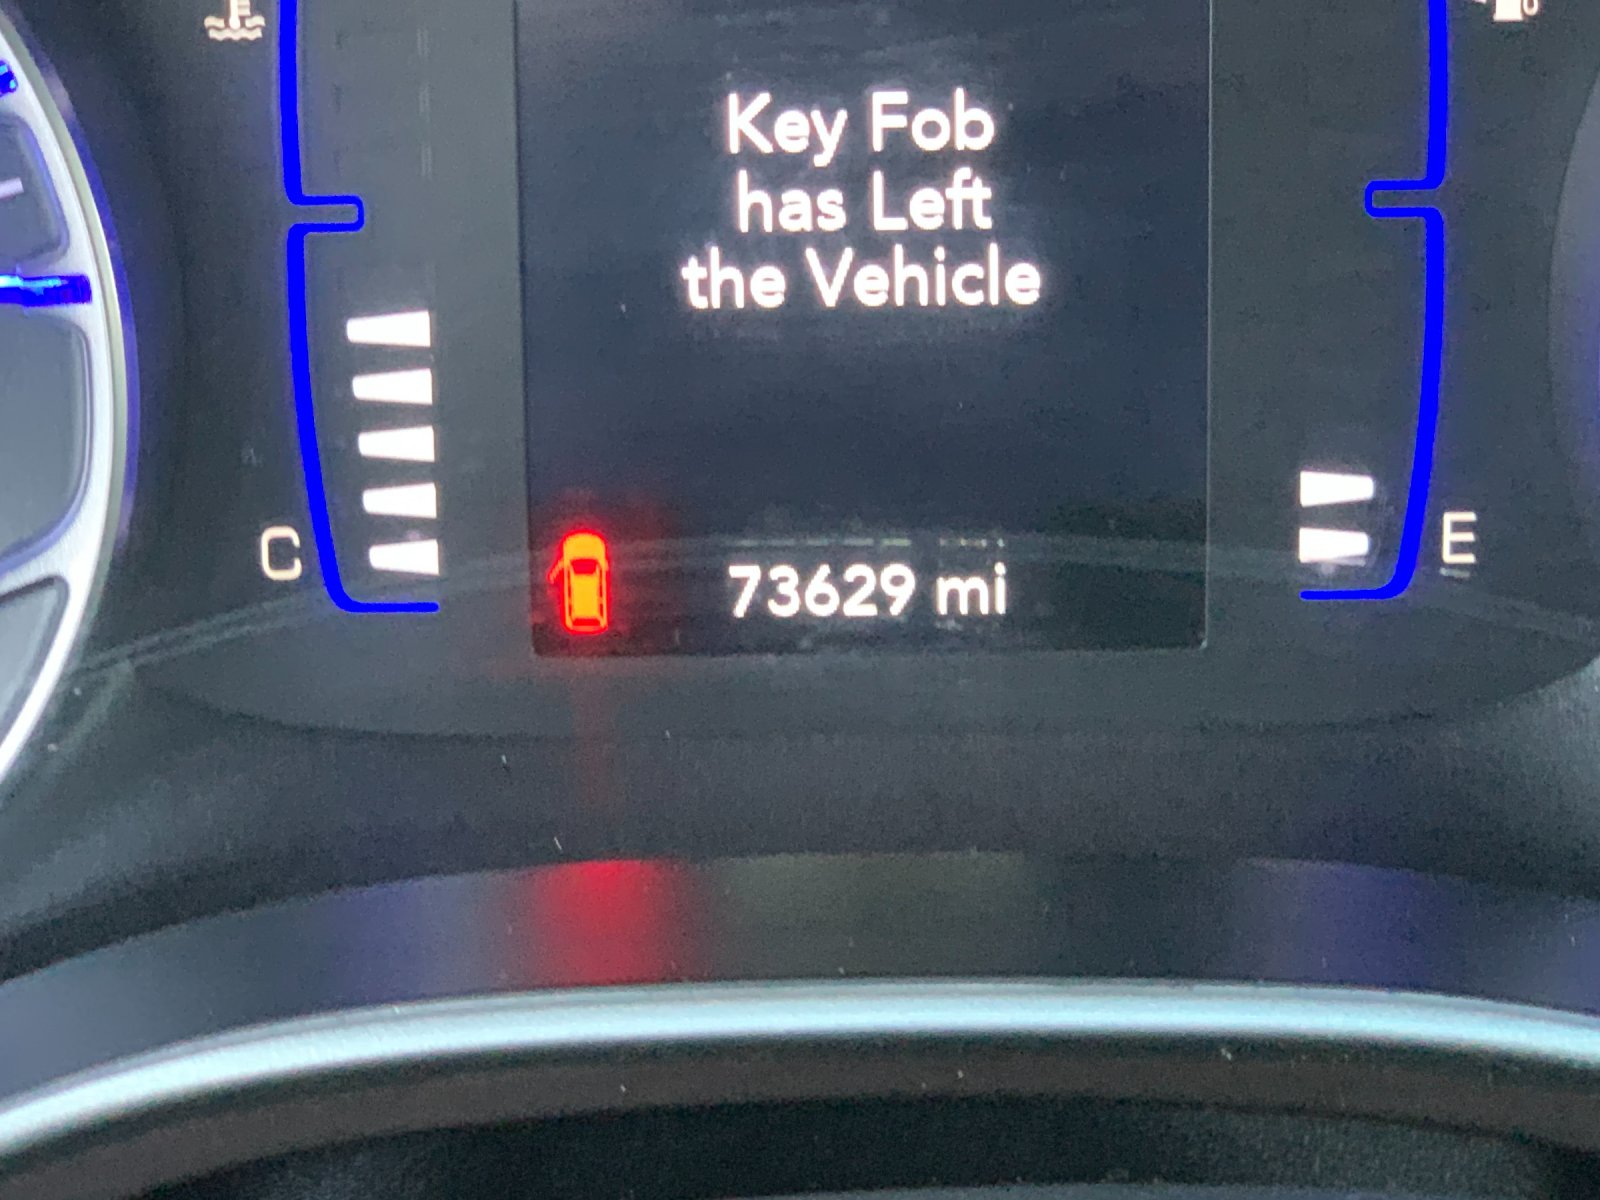 Key Fob
has Left
the Vehicle
C
E
73629 mi